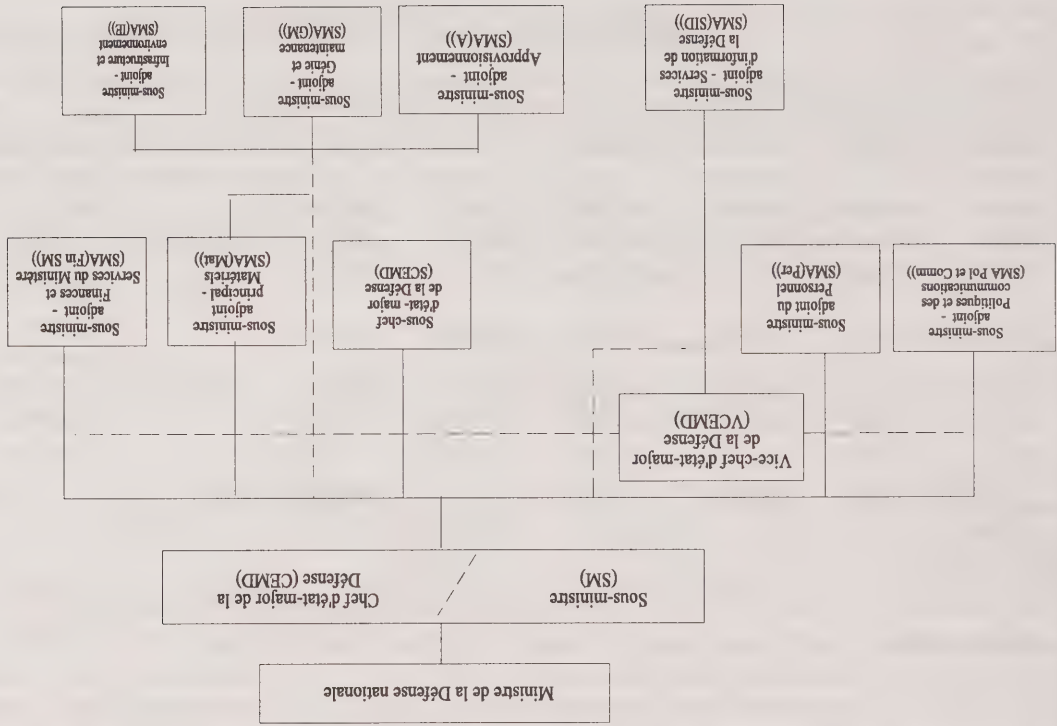 Ministre de la Défense nationale
Sous-ministre
(SM)
Chef d'état-major de la
Défense (CEMD)
Vice-chef d'état-major
de la Défense
(VCEMD)
Sous-ministre
adjoint -
Politiques et des
communications
(SMA Pol et Comm))
Sous-ministre
adjoint du
Personnel
(SMA(Per))
Sous-chef
d'état- major
de la Défense
(SCEMD)
Sous-ministre
adjoint
principal -
Matériels
(SMA(Mat))
Sous-ministre
adjoint -
Finances et
Services du Ministère
(SMA(Fin SM))
Sous-ministre
adjoint - Services
d'information de
la Défense
(SMA(SID))
Sous-ministre
adjoint -
Approvisionnement
(SMA(A))
Sous-ministre
adjoint -
Génie et
maintenance
(SMA(GM))
Sous-ministre
adjoint -
Infrastructure et
environnement
(SMA(IE))